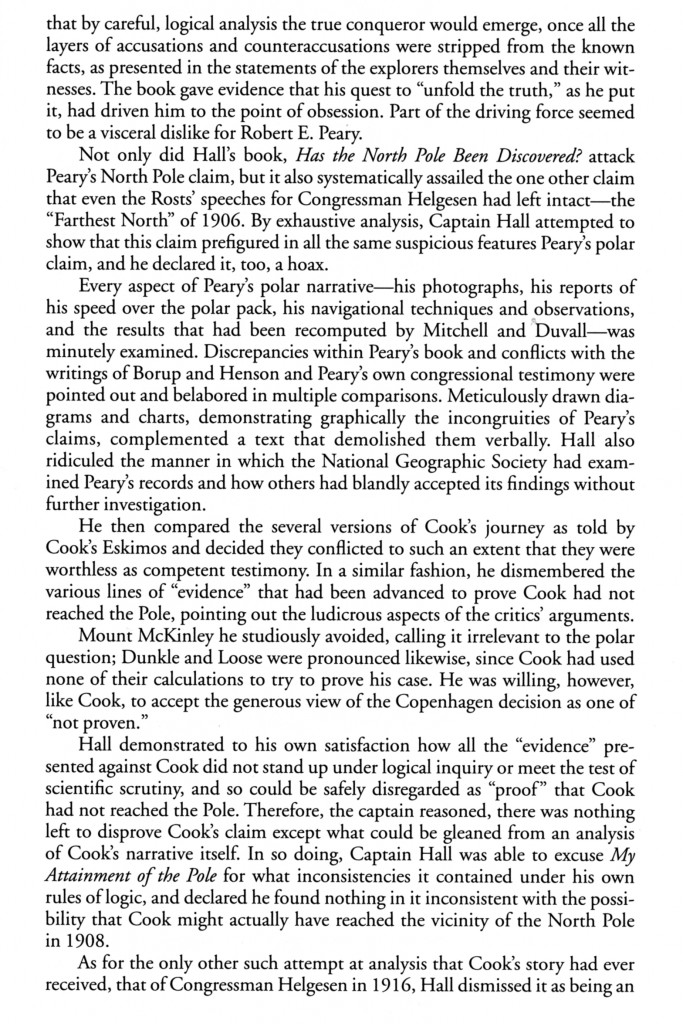 that by careful, logical analysis the true conqueror would emerge, once all the
layers of accusations and counteraccusations were stripped from the known
facts, as presented in the statements of the explorers themselves and their wit-
nesses. The book gave evidence that his quest to “unfold the truth,” as he put
it, had driven him to the point of obsession. Part of the driving force seemed
to be a visceral dislike for Robert E. Peary.
Not only did Hall’s book, Has the North Pole Been Discovered? attack
Peary’s North Pole claim, but it also systematically assailed the one other claim
that even the Rosts’ speeches for Congressman Helgesen had left intact—the
“Farthest North” of 1906. By exhaustive analysis, Captain Hall attempted to
show that this claim prefigured in all the same suspicious features Peary’s polar
claim, and he declared it, too, a hoax.
Every aspect of Peary’s polar narrative—his photographs, his reports of
his speed over the polar pack, his navigational techniques and observations,
and the results that had been recomputed by Mitchell and Duvall—was
minutely examined. Discrepancies within Peary’s book and conflicts with the
writings of Borup and Henson and Peary’s own congressional testimony were
pointed out and belabored in multiple comparisons. Meticulously drawn dia-
grams and charts, demonstrating graphically the incongruities of Peary’s
claims, complemented a text that demolished them verbally. Hall also
ridiculed the manner in which the National Geographic Society had exam-
ined Peary’s records and how others had blandly accepted its findings without
further investigation.
He then compared the several versions of Cook’s journey as told by
Cook’s Eskimos and decided they conflicted to such an extent that they were
worthless as competent testimony. In a similar fashion, he dismembered the
various lines of “evidence” that had been advanced to prove Cook had not
reached the Pole, pointing out the ludicrous aspects of the critics’ arguments.
Mount McKinley he studiously avoided, calling it irrelevant to the polar
question; Dunkle and Loose were pronounced likewise, since Cook had used
none of their calculations to try to prove his case. He was willing, however,
like Cook, to accept the generous view of the Copenhagen decision as one of
“not proven.”
Hall demonstrated to his own satisfaction how all the “evidence” pre-
sented against Cook did not stand up under logical inquiry or meet the test of
scientific scrutiny, and so could be safely disregarded as “proof” that Cook
had not reached the Pole. Therefore, the captain reasoned, there was nothing
left to disprove Cook’s claim except what could be gleaned from an analysis
of Cook’s narrative itself. In so doing, Captain Hall was able to excuse My
Attainment of the Pole for what inconsistencies it contained under his own
rules of logic, and declared he found nothing in it inconsistent with the possi-
bility that Cook might actually have reached the vicinity of the North Pole
in 1908.
As for the only other such attempt at analysis that Cook’s story had ever
received, that of Congressman Helgesen in 1916, Hall dismissed it as being an